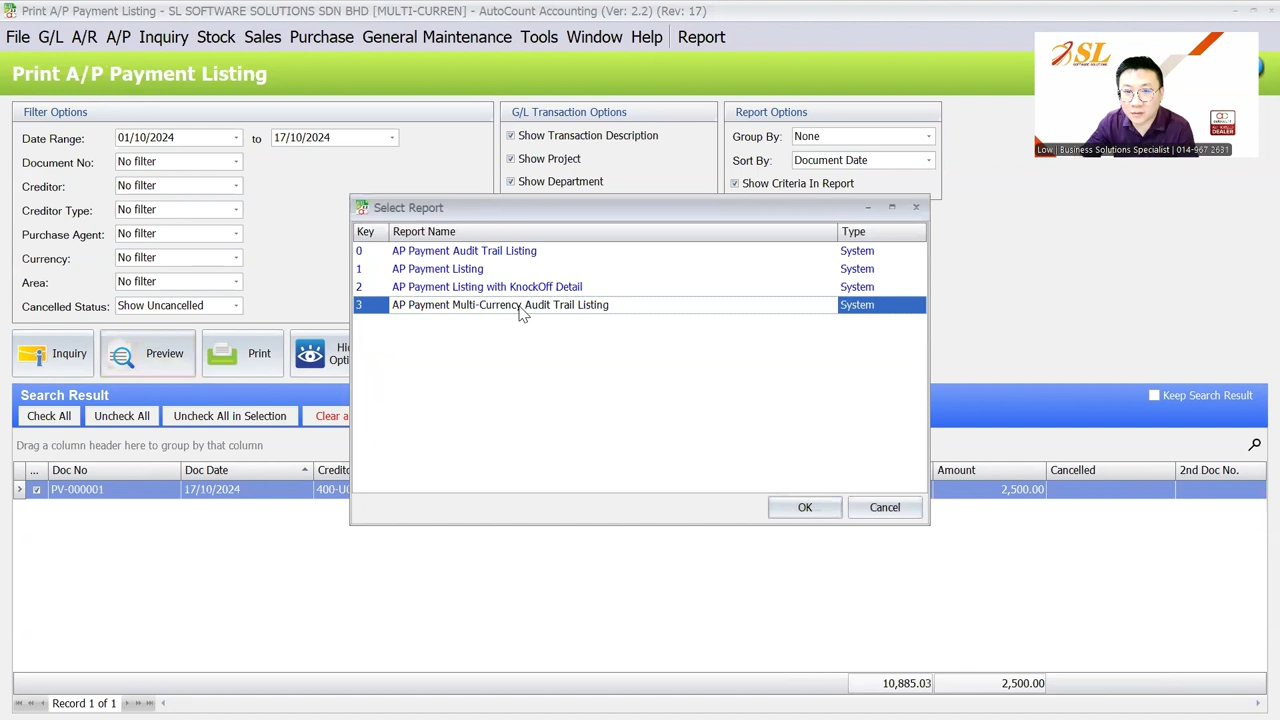 Print A/P Payment Listing - SL SOFTWARE SOLUTIONS SDN BHD [MULTI-CURREN] - AutoCount Accounting (Ver: 2.2) (Rev: 17)
File G/L A/R A/P Inquiry Stock Sales Purchase General Maintenance Tools Window Help Report
Print A/P Payment Listing
SL
SOFTWARE SOLUTIONS
DEALER
Low | Business Solutions Specialist | 014-967 2631
Filter Options
Date Range: 01/10/2024 to 17/10/2024
Document No: No filter
Creditor: No filter
Creditor Type: No filter
Purchase Agent: No filter
Currency: No filter
Area: No filter
Cancelled Status: Show Uncancelled
G/L Transaction Options
Show Transaction Description
Show Project
Show Department
Report Options
Group By: None
Sort By: Document Date
Show Criteria In Report
Select Report
Key Report Name Type
0 AP Payment Audit Trail Listing System
1 AP Payment Listing System
2 AP Payment Listing with KnockOff Detail System
3 AP Payment Multi-Currency Audit Trail Listing System
OK Cancel
Inquiry Preview Print Hi
Opti
Search Result
Keep Search Result
Check All Uncheck All Uncheck All in Selection Clear a
Drag a column header here to group by that column
... Doc No Doc Date Credito Amount Cancelled 2nd Doc No.
PV-000001 17/10/2024 400-U 2,500.00
10,885.03 2,500.00
Record 1 of 1